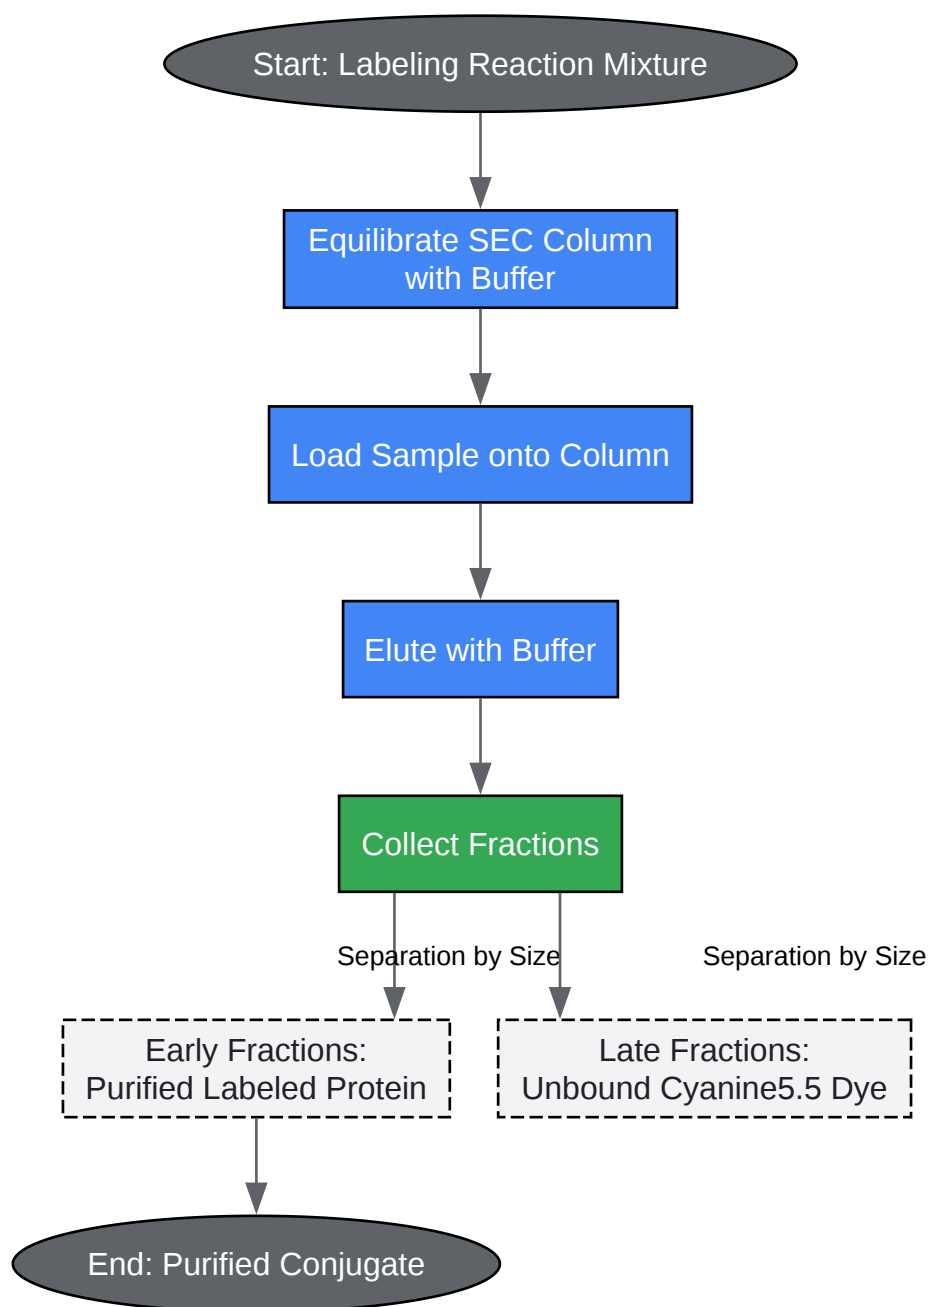 Start: Labeling Reaction Mixture
Equilibrate SEC Column
with Buffer
Load Sample onto Column
Elute with Buffer
Collect Fractions
Separation by Size
Separation by Size
Early Fractions:
Purified Labeled Protein
Late Fractions:
Unbound Cyanine5.5 Dye
End: Purified Conjugate